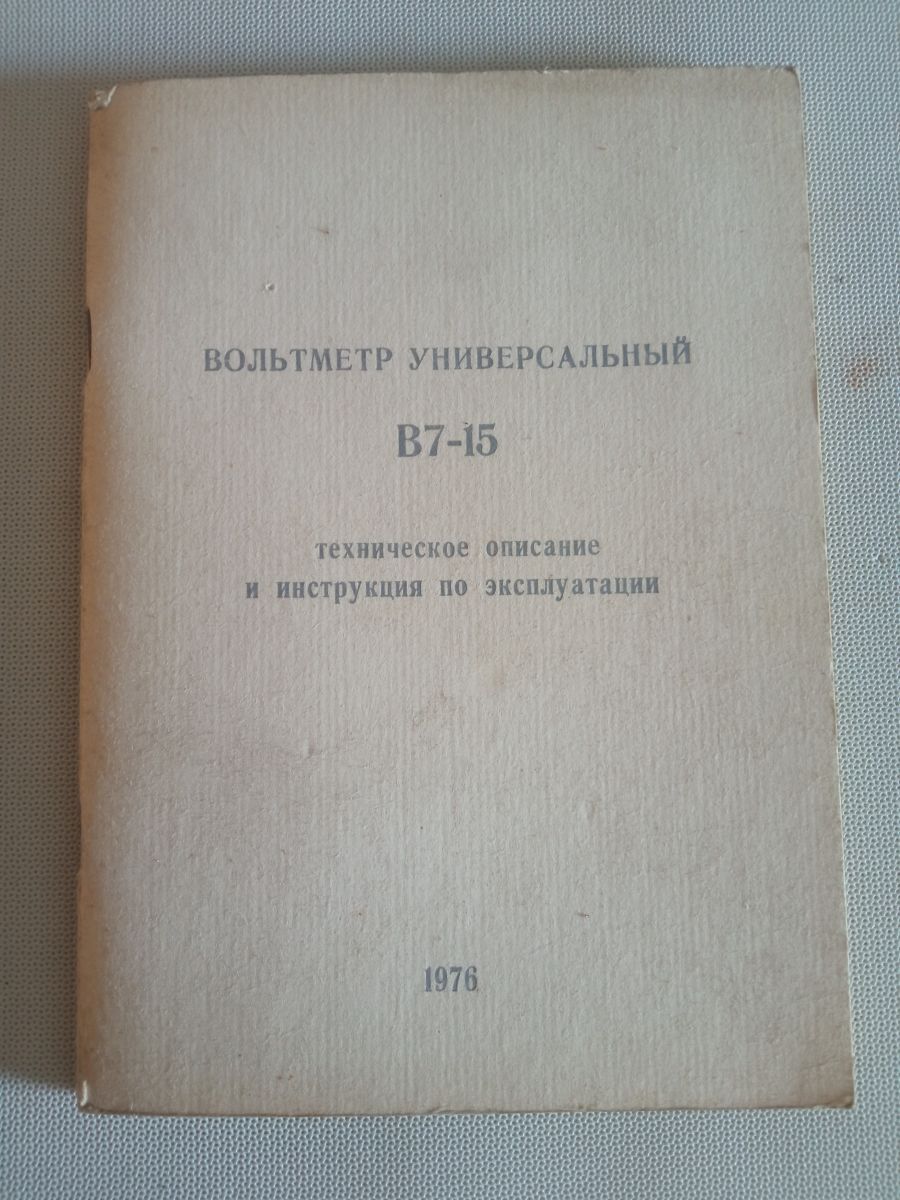 ВОЛЬТМЕТР УНИВЕРСАЛЬНЫЙ
В7-15
техническое описание
и инструкция по эксплуатации
1976